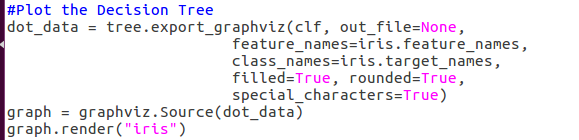 #Plot the Decision Tree
dot_data = tree.export_graphviz(clf, out_file=None,
                         feature_names=iris.feature_names,
                         class_names=iris.target_names,
                         filled=True, rounded=True,
                         special_characters=True)
graph = graphviz.Source(dot_data)
graph.render("iris")